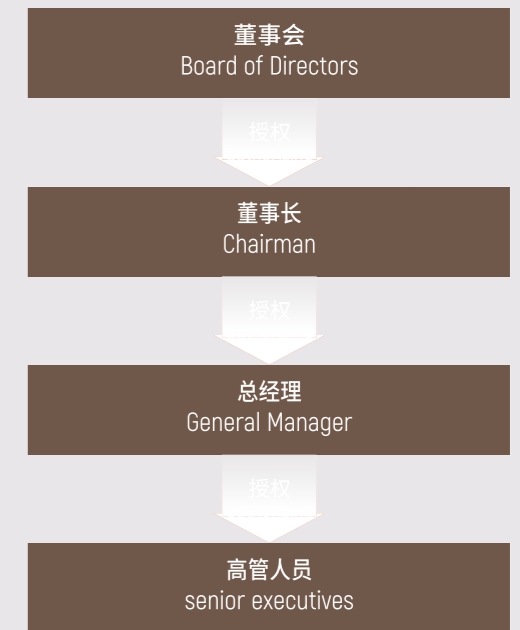 董事会
Board of Directors
授权
董事长
Chairman
授权
总经理
General Manager
授权
高管人员
senior executives